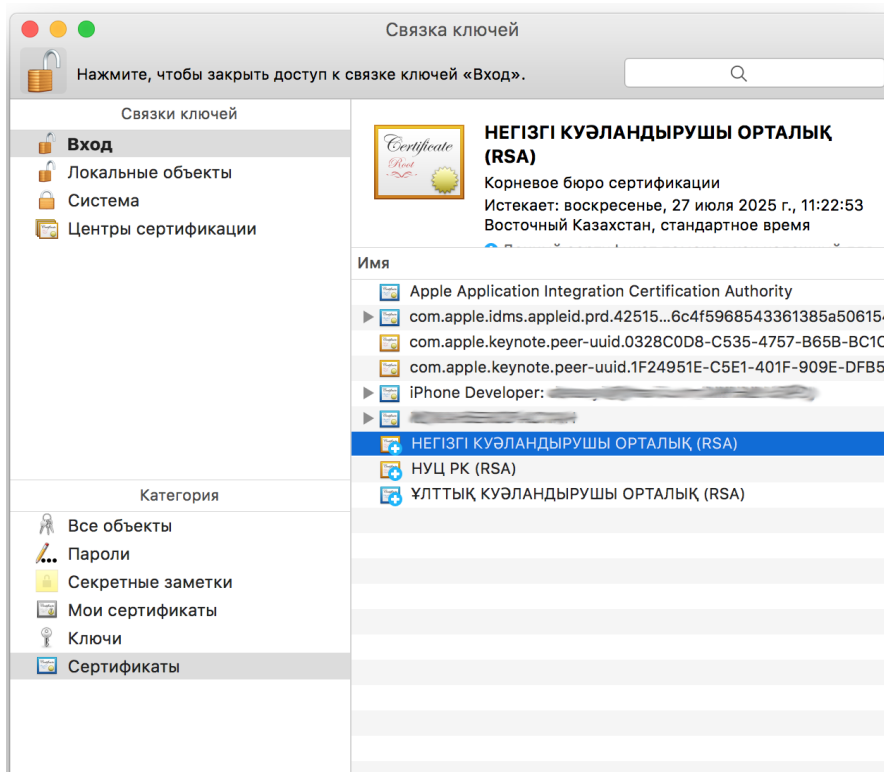 Связка ключей
Нажмите, чтобы закрыть доступ к связке ключей «Вход».
Связки ключей
Вход
Локальные объекты
Система
Центры сертификации
НЕГІЗГІ КУӘЛАНДЫРУШЫ ОРТАЛЫҚ
(RSA)
Корневое бюро сертификации
Истекает: воскресенье, 27 июля 2025 г., 11:22:53
Восточный Казахстан, стандартное время
Имя
Apple Application Integration Certification Authority
com.apple.idms.appleid.prd.42515...6c4f5968543361385a50615
com.apple.keynote.peer-uuid.0328C0D8-C535-4757-B65B-BC1C
com.apple.keynote.peer-uuid.1F24951E-C5E1-401F-909E-DFB5
iPhone Developer:
НЕГІЗГІ КУӘЛАНДЫРУШЫ ОРТАЛЫҚ (RSA)
НУЦ РК (RSA)
ҰЛТТЫҚ КУӘЛАНДЫРУШЫ ОРТАЛЫҚ (RSA)
Категория
Все объекты
Пароли
Секретные заметки
Мои сертификаты
Ключи
Сертификаты